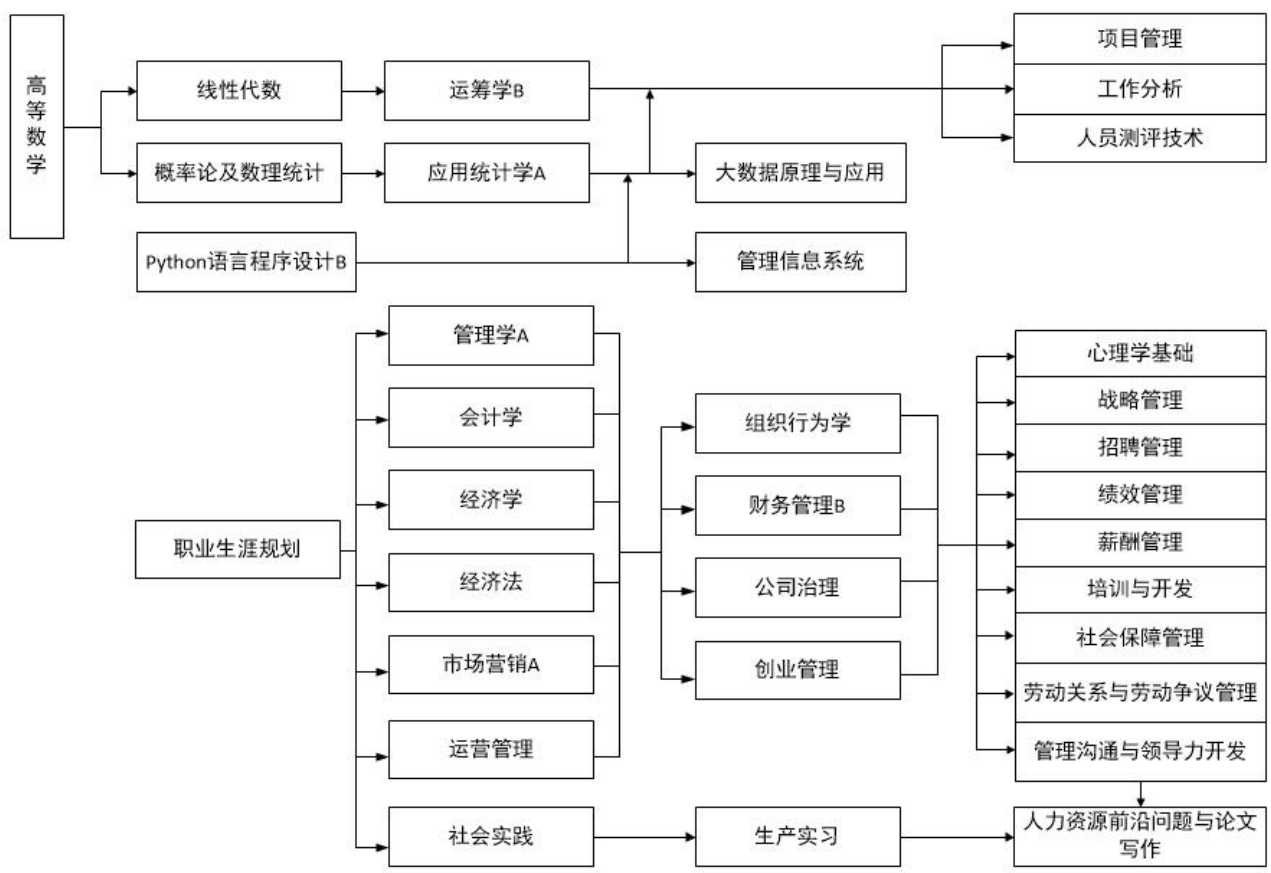 高等数学
线性代数
运筹学B
项目管理
工作分析
人员测评技术
概率论及数理统计
应用统计学A
大数据原理与应用
Python语言程序设计B
管理信息系统
职业生涯规划
管理学A
会计学
经济学
经济法
市场营销A
运营管理
社会实践
组织行为学
财务管理B
公司治理
创业管理
生产实习
心理学基础
战略管理
招聘管理
绩效管理
薪酬管理
培训与开发
社会保障管理
劳动关系与劳动争议管理
管理沟通与领导力开发
人力资源前沿问题与论文
写作